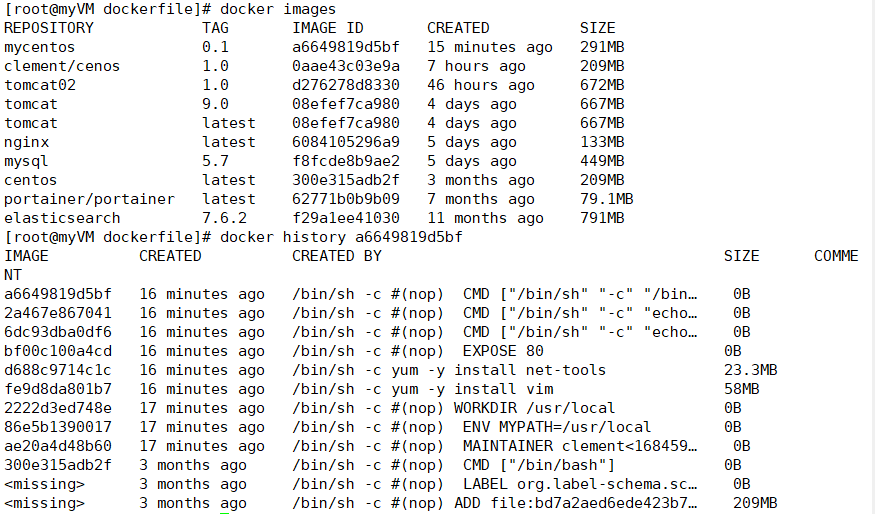 [root@myVM dockerfile]# docker images
REPOSITORY            TAG       IMAGE ID       CREATED          SIZE
mycentos              0.1       a6649819d5bf   15 minutes ago   291MB
clement/cenos         1.0       0aae43c03e9a   7 hours ago      209MB
tomcat02              1.0       d276278d8330   46 hours ago     672MB
tomcat                9.0       08efef7ca980   4 days ago       667MB
tomcat                latest    08efef7ca980   4 days ago       667MB
nginx                 latest    6084105296a9   5 days ago       133MB
mysql                 5.7       f8fcde8b9ae2   5 days ago       449MB
centos                latest    300e315adb2f   3 months ago     209MB
portainer/portainer   latest    62771b0b9b09   7 months ago     79.1MB
elasticsearch         7.6.2     f29a1ee41030   11 months ago    791MB
[root@myVM dockerfile]# docker history a6649819d5bf
IMAGE          CREATED          CREATED BY                                      SIZE      COMME
NT
a6649819d5bf   16 minutes ago   /bin/sh -c #(nop)  CMD ["/bin/sh" "-c" "/bin…    0B
2a467e867041   16 minutes ago   /bin/sh -c #(nop)  CMD ["/bin/sh" "-c" "echo…    0B
6dc93dba0df6   16 minutes ago   /bin/sh -c #(nop)  CMD ["/bin/sh" "-c" "echo…    0B
bf00c100a4cd   16 minutes ago   /bin/sh -c #(nop)  EXPOSE 80                    0B
d688c9714c1c   16 minutes ago   /bin/sh -c yum -y install net-tools             23.3MB
fe9d8da801b7   16 minutes ago   /bin/sh -c yum -y install vim                   58MB
2222d3ed748e   17 minutes ago   /bin/sh -c #(nop) WORKDIR /usr/local            0B
86e5b1390017   17 minutes ago   /bin/sh -c #(nop)  ENV MYPATH=/usr/local        0B
ae20a4d48b60   17 minutes ago   /bin/sh -c #(nop)  MAINTAINER clement<168459…    0B
300e315adb2f   3 months ago     /bin/sh -c #(nop)  CMD ["/bin/bash"]            0B
<missing>      3 months ago     /bin/sh -c #(nop)  LABEL org.label-schema.sc…    0B
<missing>      3 months ago     /bin/sh -c #(nop) ADD file:bd7a2aed6ede423b7…    209MB